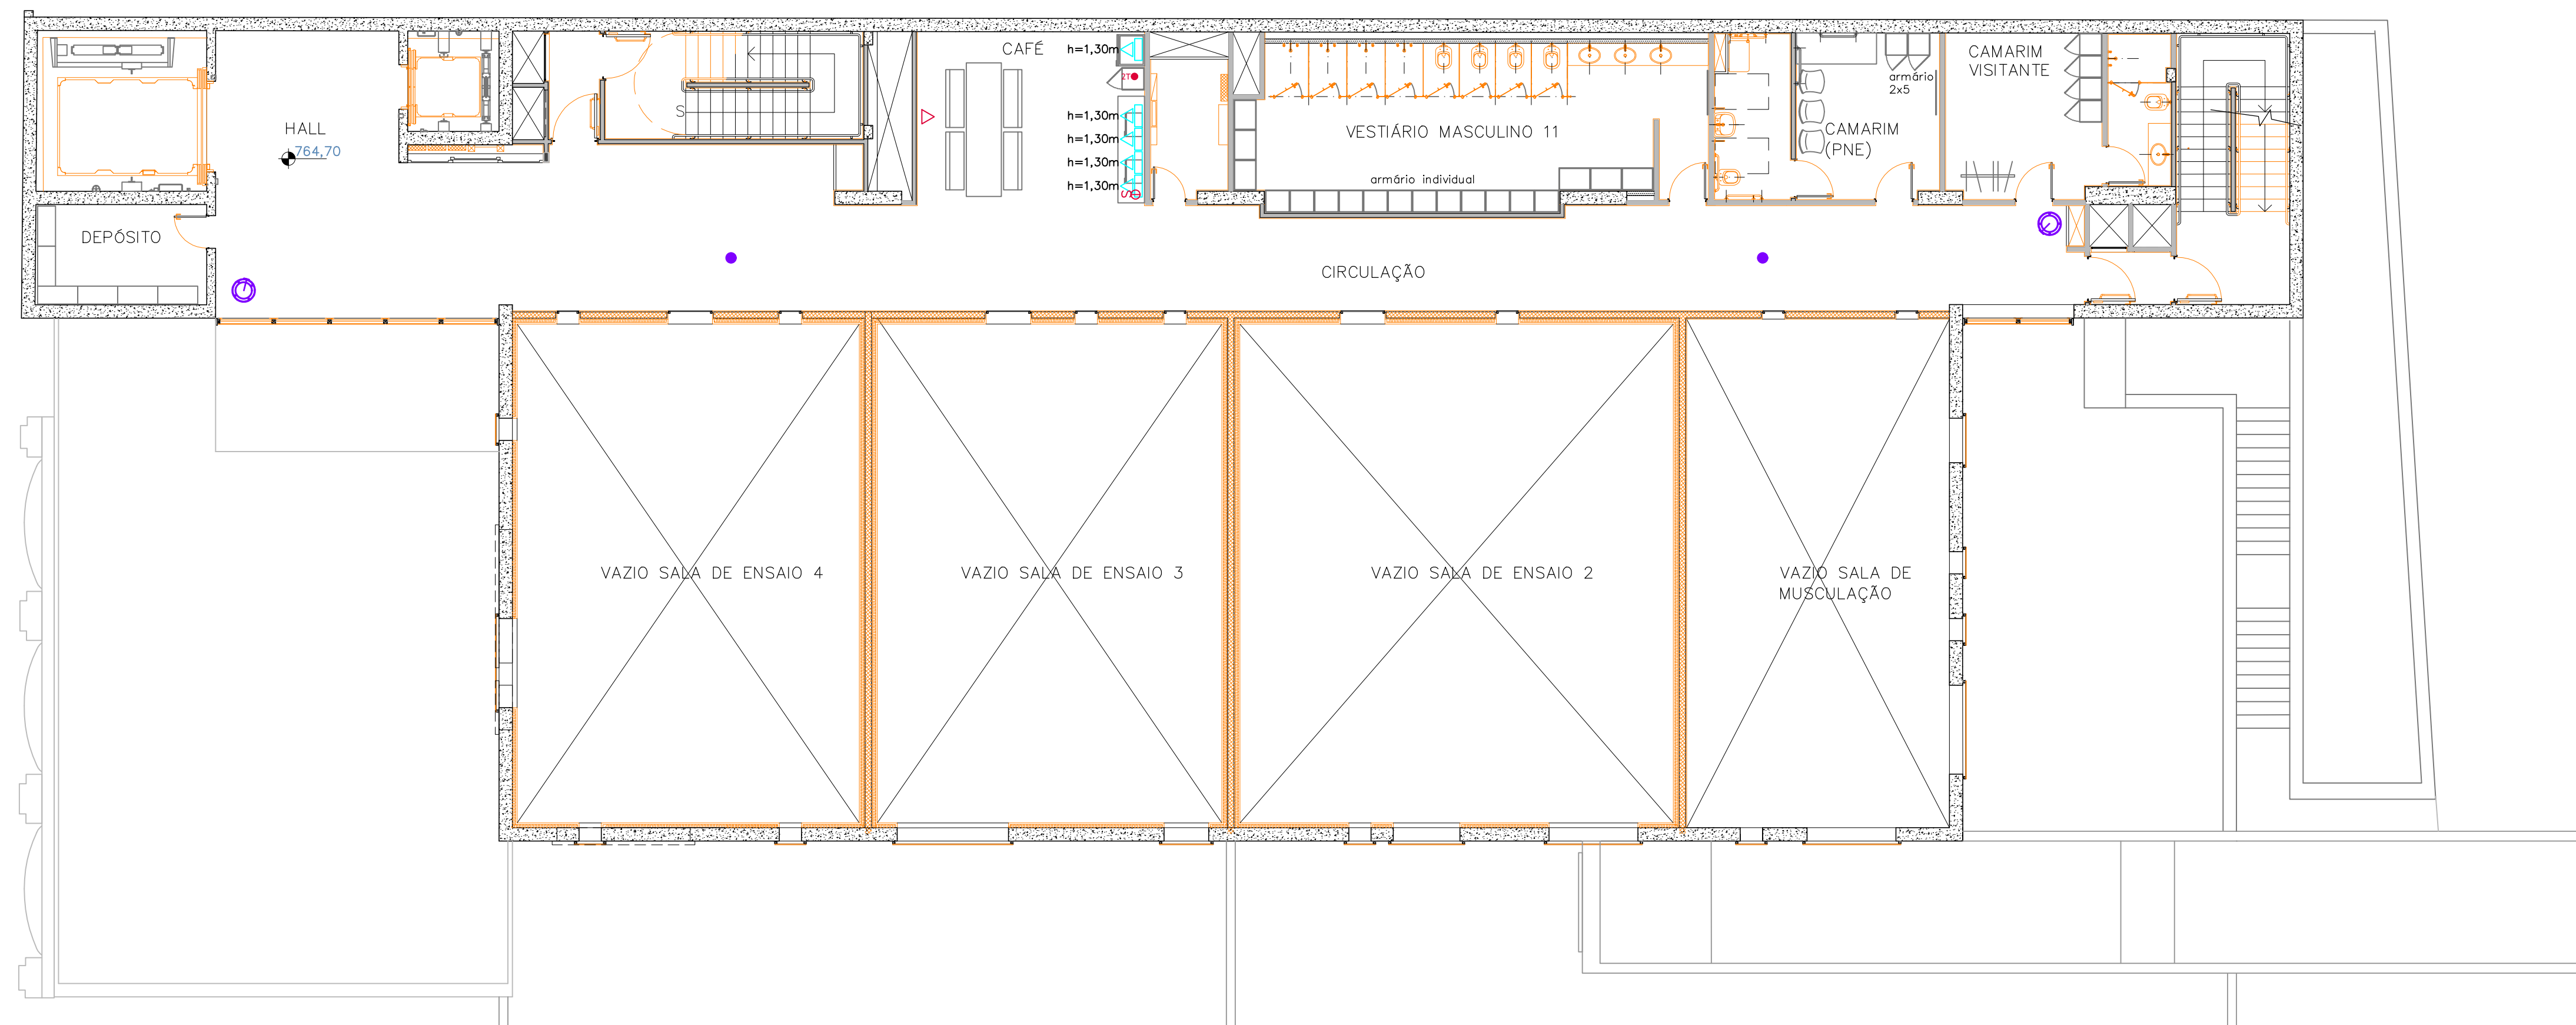 CAFÉ
h=1,30m
CAMARIM
VISITANTE
2T
armário
2x5
S
h=1,30m
HALL
764,70
VESTIÁRIO MASCULINO 11
CAMARIM
(PNE)
h=1,30m
h=1,30m
armário individual
h=1,30m
S
DEPÓSITO
CIRCULAÇÃO
VAZIO SALA DE ENSAIO 4
VAZIO SALA DE ENSAIO 3
VAZIO SALA DE ENSAIO 2
VAZIO SALA DE
MUSCULAÇÃO